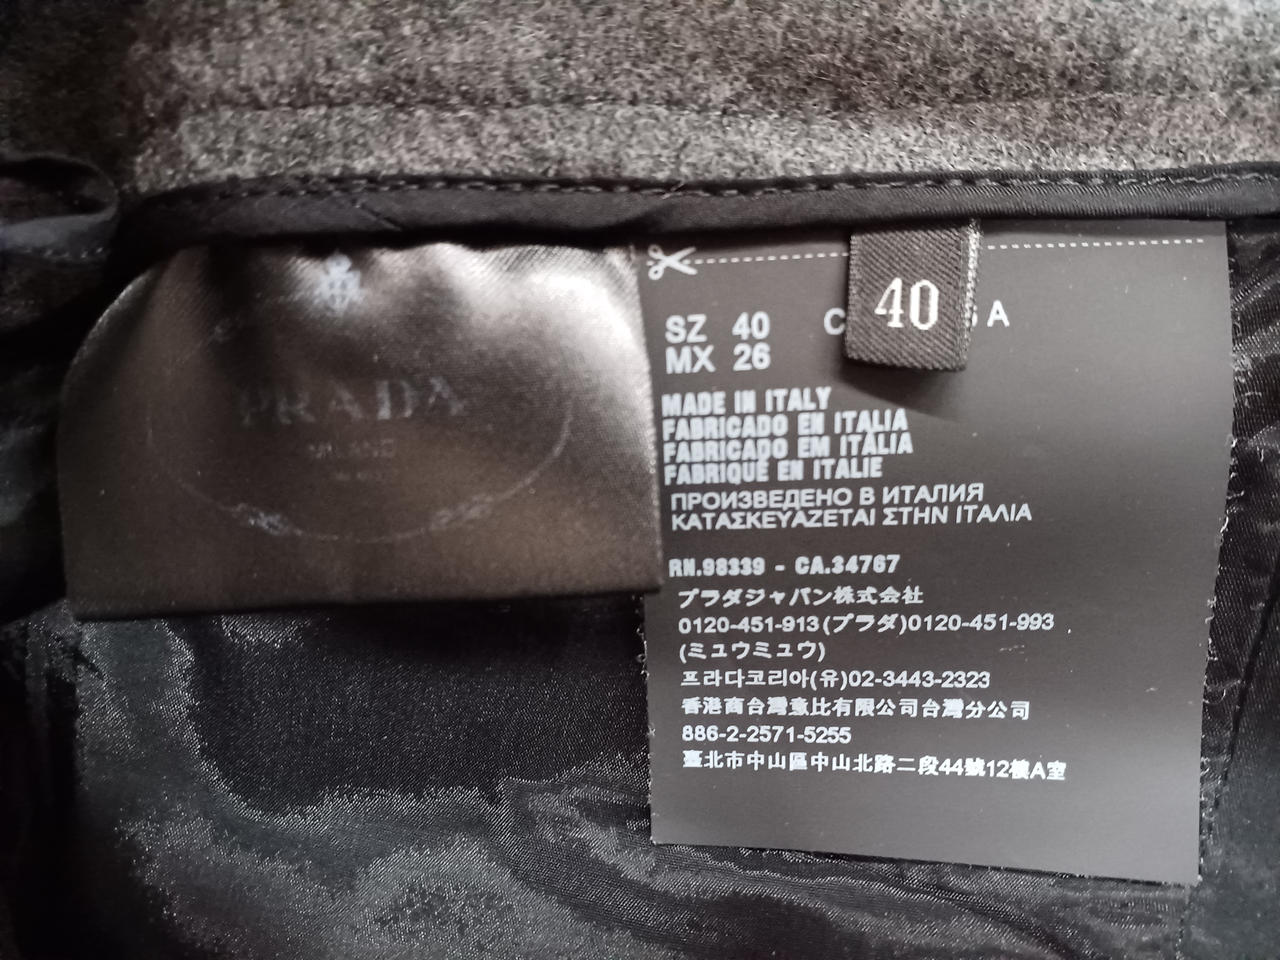 PRADA
MILANO
40
SZ 40
MX 26
MADE IN ITALY
FABRICADO EN ITALIA
FABRICADO EM ITÀLIA
FABRIQUÉ EN ITALIE
ПРОИЗВЕДЕНО В ИТАЛИЯ
ΚΑΤΑΣΚΕΥΑΖΕΤΑΙ ΣΤΗΝ ΙΤΑΛΙΑ
RN.98339 - CA.34767
プラダジャパン株式会社
0120-451-913(プラダ)0120-451-993
(ミュウミュウ)
프라다코리아(유)02-3443-2323
香港商台灣意比有限公司台灣分公司
886-2-2571-5255
臺北市中山區中山北路二段44號12樓A室